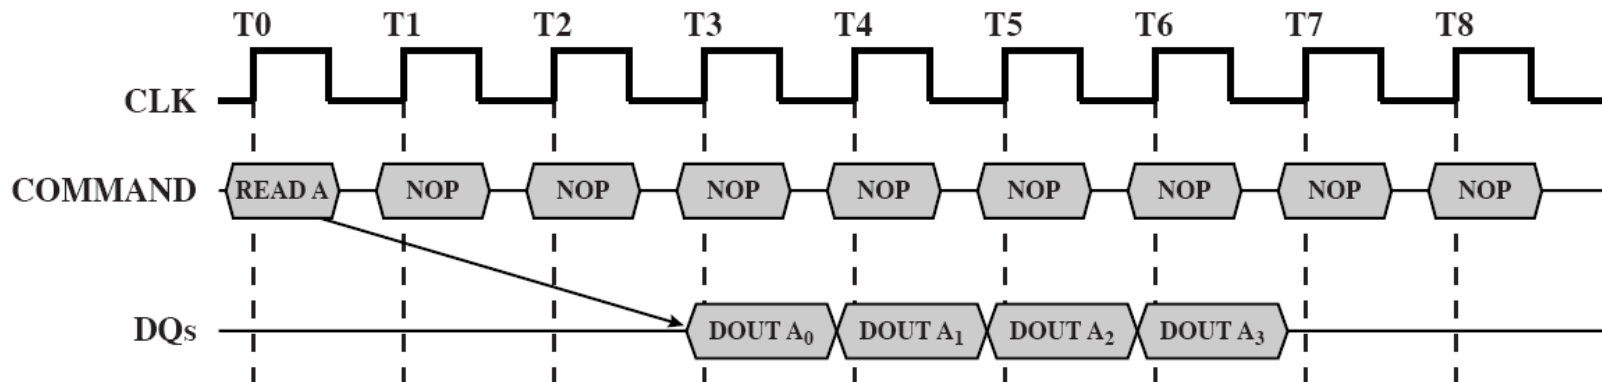 T0 T1 T2 T3 T4 T5 T6 T7 T8
CLK
COMMAND READ A NOP NOP NOP NOP NOP NOP NOP NOP
DQs DOUT A₀ DOUT A₁ DOUT A₂ DOUT A₃